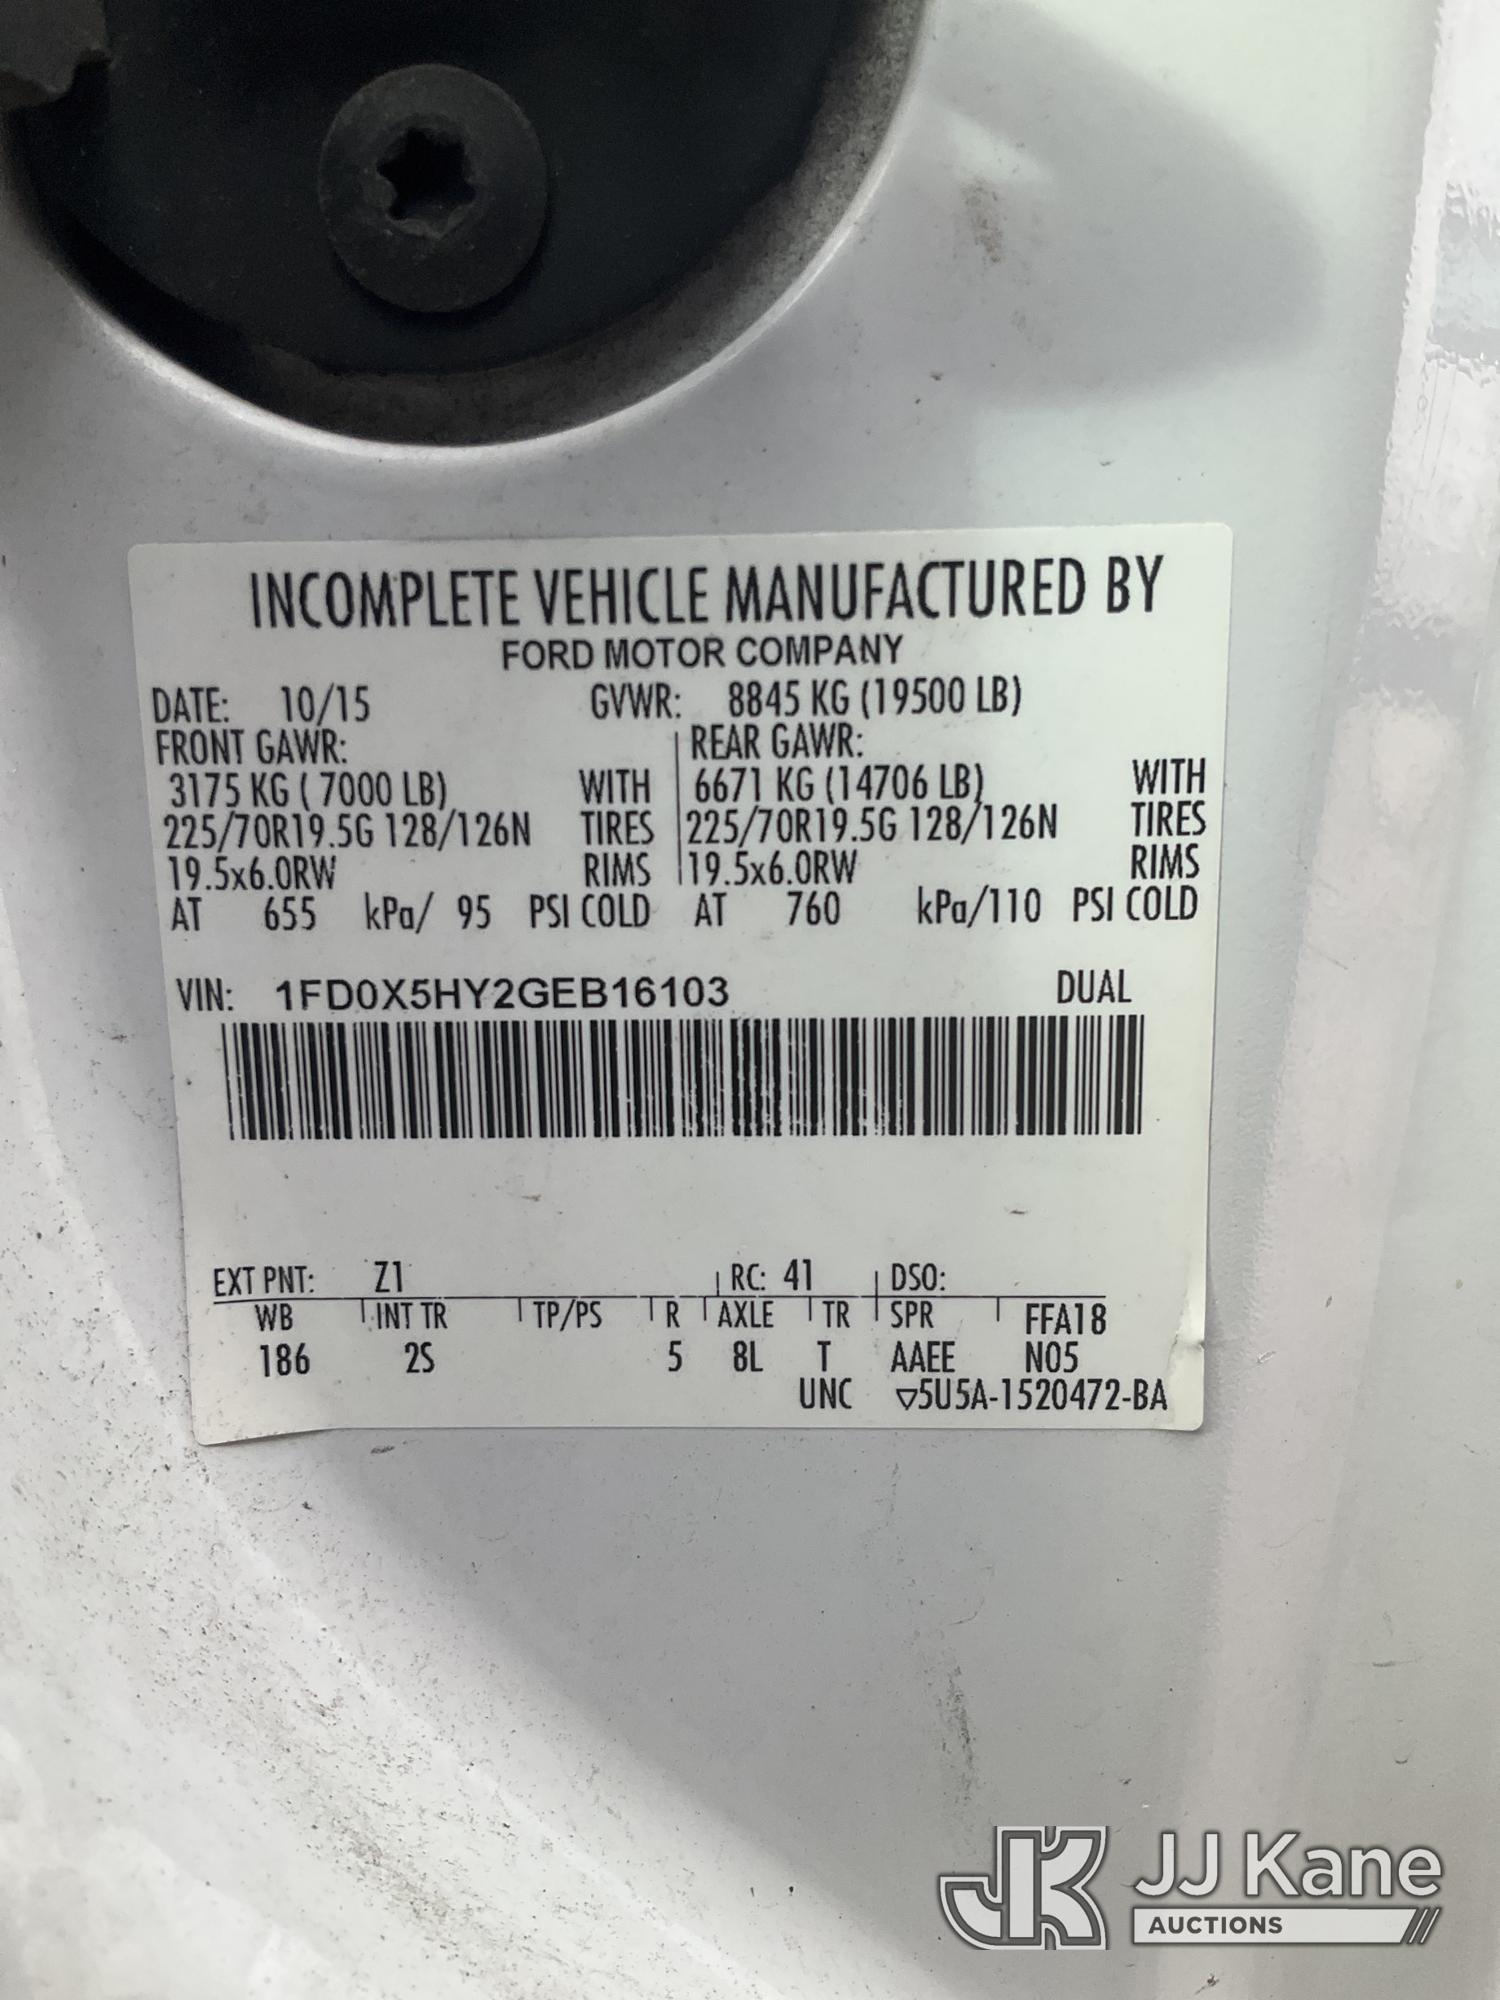 INCOMPLETE VEHICLE MANUFACTURED BY
FORD MOTOR COMPANY
DATE: 10/15 GVWR: 8845 KG (19500 LB)
FRONT GAWR: REAR GAWR:
3175 KG ( 7000 LB) WITH 6671 KG (14706 LB) WITH
225/70R19.5G 128/126N TIRES 225/70R19.5G 128/126N TIRES
19.5x6.0RW RIMS 19.5x6.0RW RIMS
AT 655 kPa/ 95 PSI COLD AT 760 kPa/110 PSI COLD
VIN: 1FD0X5HY2GEB16103 DUAL
EXT PNT: Z1 RC: 41 DSO:
WB INT TR TP/PS R AXLE TR SPR FFA18
186 2S 5 8L T AAEE N05
UNC ▽5U5A-1520472-BA
JK JJ Kane
AUCTIONS